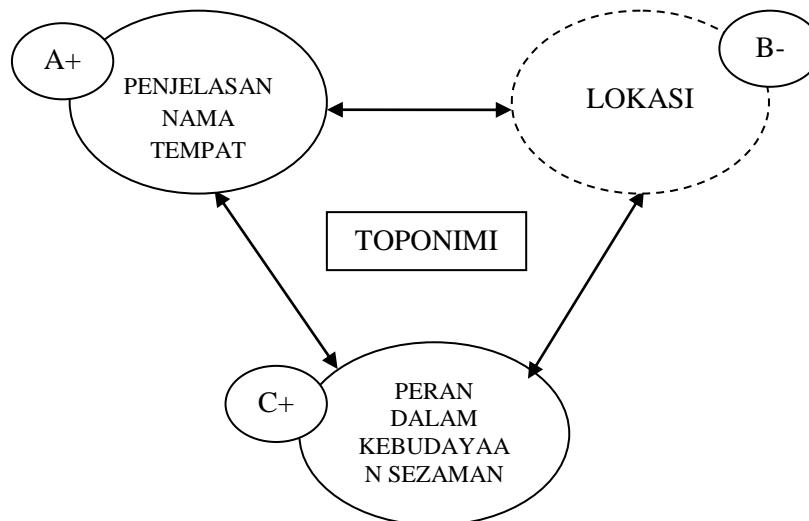 A+
PENJELASAN
NAMA
TEMPAT
B-
LOKASI
TOPONIMI
C+
PERAN
DALAM
KEBUDAYAA
N SEZAMAN